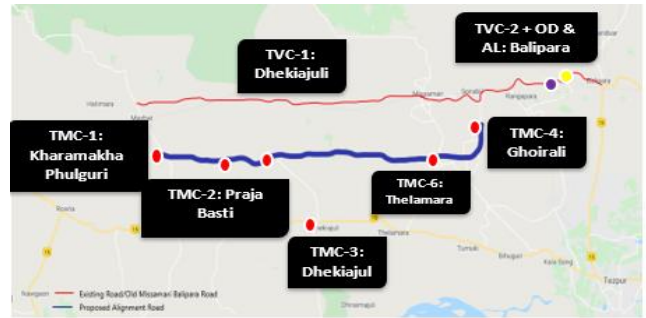 TVC-1:
Dhekiajuli
TVC-2 + OD &
AL: Balipara
TMC-1:
Kharamakha
Phulguri
TMC-2: Praja
Basti
TMC-3:
Dhekiajul
TMC-4:
Ghoirali
TMC-6:
Thelamara
Missamari
Rangapara
Balipara
Thelamara
Bihuguri
Tezpur
Existing Road/Old Missamari Balipara Road
Proposed Alignment Road